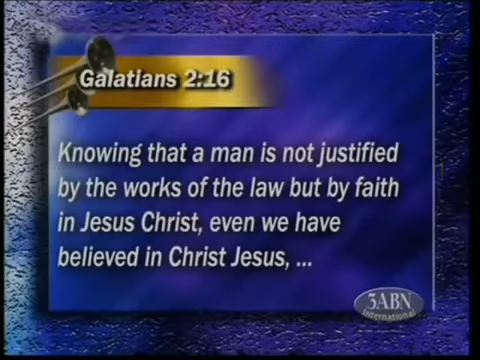 Galatians 2:16
Knowing that a man is not justified
by the works of the law but by faith
in Jesus Christ, even we have
believed in Christ Jesus, ...
3ABN
International